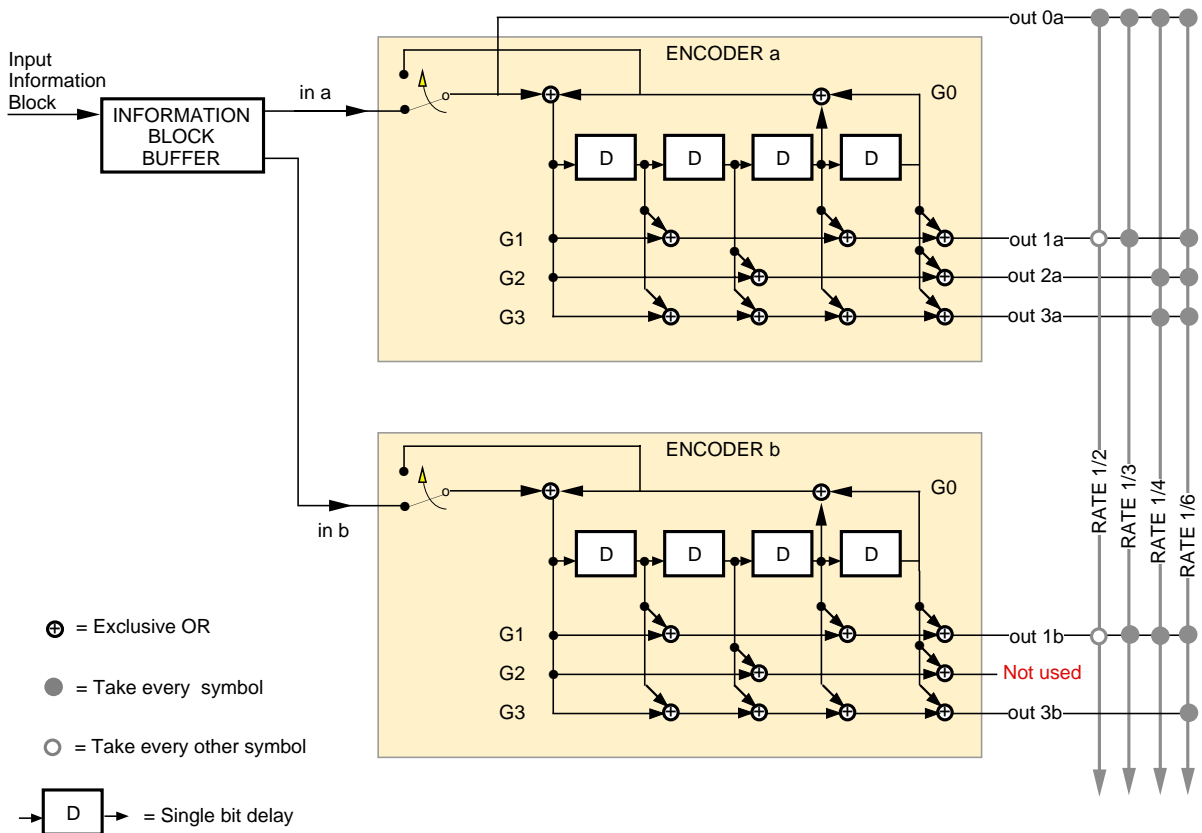 out 0a
Input
Information
Block
INFORMATION
BLOCK
BUFFER
in a
in b
ENCODER a
G0
D
D
D
D
G1
G2
G3
out 1a
out 2a
out 3a
ENCODER b
G0
D
D
D
D
G1
G2
G3
out 1b
Not used
out 3b
RATE 1/2
RATE 1/3
RATE 1/4
RATE 1/6
= Exclusive OR
= Take every symbol
= Take every other symbol
D = Single bit delay